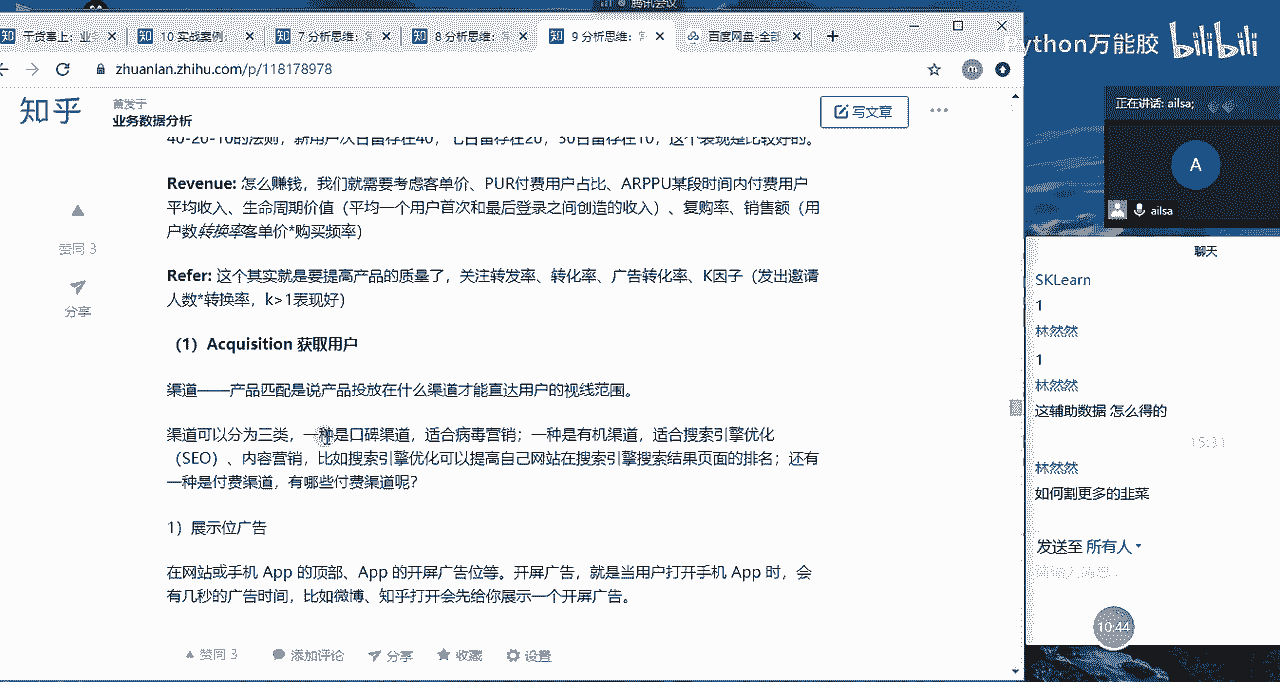 腾讯会议
干货塞上：业
10 实战案例：
7 分析思维：
8 分析思维：
9 分析思维：
百度网盘-全部
zhuanlan.zhihu.com/p/118178978
知乎
首发于
业务数据分析
写文章
40-20-10的法则，新用户次日留存在40，七日留存在20，30日留存在10，这个表现是比较好的。
Revenue: 怎么赚钱，我们就需要考虑客单价、PUR付费用户占比、ARPPU某段时间内付费用户
平均收入、生命周期价值（平均一个用户首次和最后登录之间创造的收入）、复购率、销售额（用
户数转换率客单价*购买频率）
Refer: 这个其实就是要提高产品的质量了，关注转发率、转化率、广告转化率、K因子（发出邀请
人数*转换率，k>1表现好）
（1）Acquisition 获取用户
渠道——产品匹配是说产品投放在什么渠道才能直达用户的视线范围。
渠道可以分为三类，一种是口碑渠道，适合病毒营销；一种是有机渠道，适合搜索引擎优化
（SEO）、内容营销，比如搜索引擎优化可以提高自己网站在搜索引擎搜索结果页面的排名；还有
一种是付费渠道，有哪些付费渠道呢？
1）展示位广告
在网站或手机 App 的顶部、App 的开屏广告位等。开屏广告，就是当用户打开手机 App 时，会
有几秒的广告时间，比如微博、知乎打开会先给你展示一个开屏广告。
赞同 3
分享
赞同 3
添加评论
分享
收藏
设置
Python万能胶 bilibili
正在讲话: ailsa;
A
ailsa
聊天
SKLearn
1
林然然
1
林然然
这辅助数据 怎么得的
15:31
林然然
如何割更多的韭菜
发送至 所有人
10:44